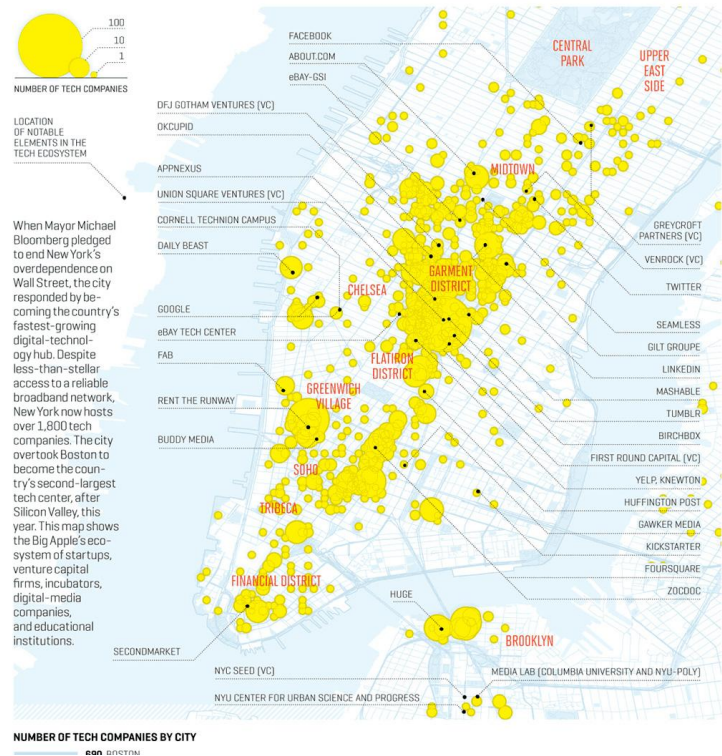 100
10
1
NUMBER OF TECH COMPANIES
LOCATION
OF NOTABLE
ELEMENTS IN THE
TECH ECOSYSTEM
When Mayor Michael
Bloomberg pledged
to end New York's
overdependence on
Wall Street, the city
responded by be-
coming the country's
fastest-growing
digital-technol-
ogy hub. Despite
less-than-stellar
access to a reliable
broadband network,
New York now hosts
over 1,800 tech
companies. The city
overtook Boston to
become the coun-
try's second-largest
tech center, after
Silicon Valley, this
year. This map shows
the Big Apple's eco-
system of startups,
venture capital
firms, incubators,
digital-media
companies,
and educational
institutions.
FACEBOOK
ABOUT.COM
eBAY-GSI
DFJ GOTHAM VENTURES (VC)
OKCUPID
APPNEXUS
UNION SQUARE VENTURES (VC)
CORNELL TECHNION CAMPUS
DAILY BEAST
GOOGLE
eBAY TECH CENTER
FAB
RENT THE RUNWAY
BUDDY MEDIA
SECONDMARKET
CENTRAL
PARK
UPPER
EAST
SIDE
MIDTOWN
GARMENT
DISTRICT
CHELSEA
FLATIRON
DISTRICT
GREENWICH
VILLAGE
SOHO
TRIBECA
FINANCIAL DISTRICT
BROOKLYN
GREYCROFT
PARTNERS (VC)
VENROCK (VC)
TWITTER
SEAMLESS
GILT GROUPE
LINKEDIN
MASHABLE
TUMBLR
BIRCHBOX
FIRST ROUND CAPITAL (VC)
YELP, KNEWTON
HUFFINGTON POST
GAWKER MEDIA
KICKSTARTER
FOURSQUARE
ZOCDOC
HUGE
NYC SEED (VC)
MEDIA LAB (COLUMBIA UNIVERSITY AND NYU-POLY)
NYU CENTER FOR URBAN SCIENCE AND PROGRESS
NUMBER OF TECH COMPANIES BY CITY
690 BOSTON